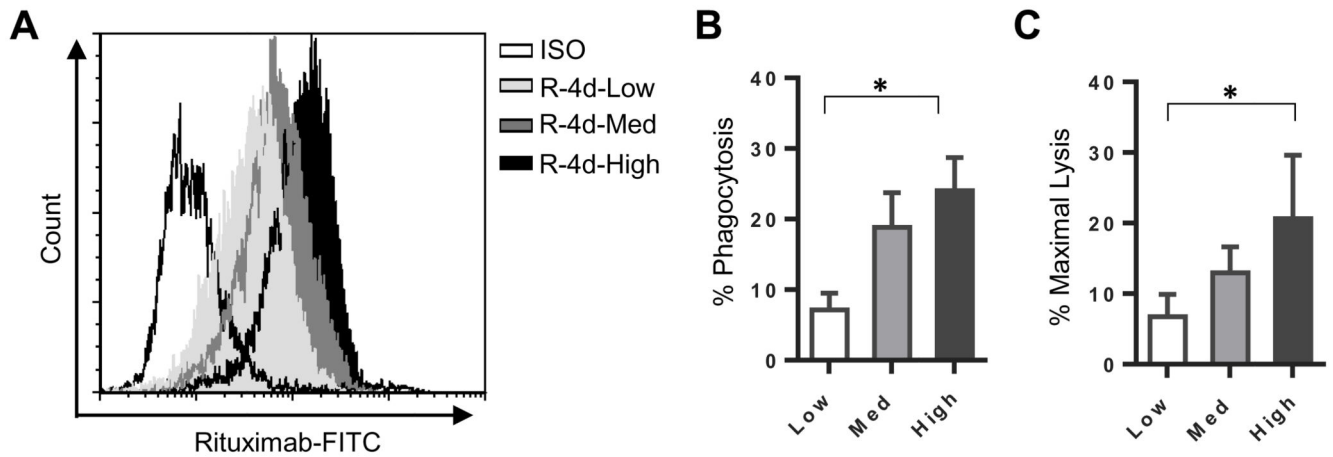 A
Count
Rituximab-FITC
ISO
R-4d-Low
R-4d-Med
R-4d-High
B
% Phagocytosis
40
30
20
10
0
*
Low
Med
High
C
% Maximal Lysis
40
30
20
10
0
*
Low
Med
High